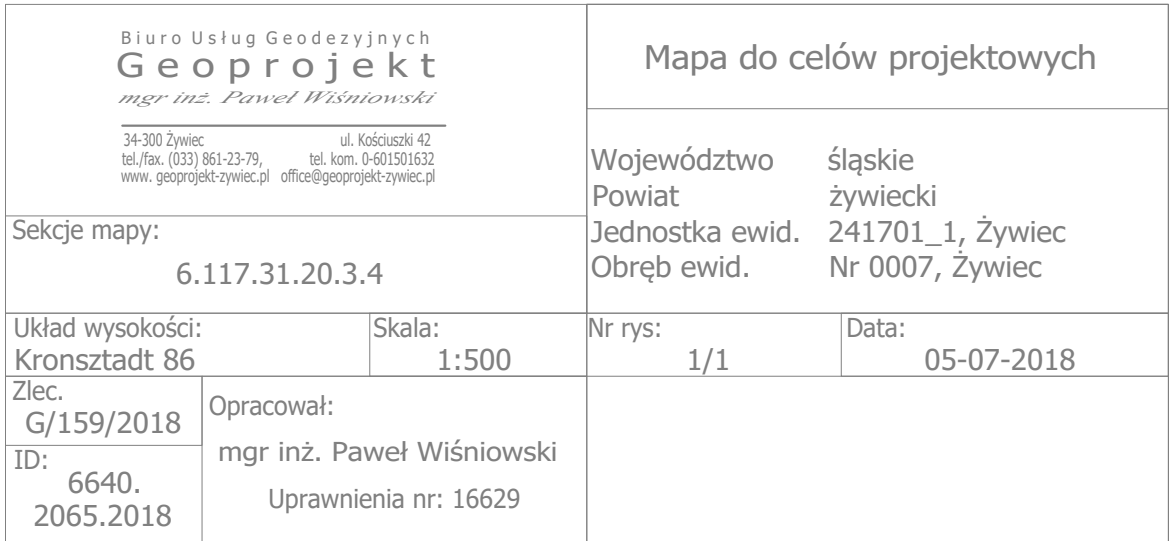 Biuro Usług Geodezyjnych
Geoprojekt
mgr inż. Paweł Wiśniowski
34-300 Żywiec ul. Kościuszki 42
tel./fax. (033) 861-23-79, tel. kom. 0-601501632
www. geoprojekt-zywiec.pl office@geoprojekt-zywiec.pl
Mapa do celów projektowych
Województwo śląskie
Powiat żywiecki
Jednostka ewid. 241701_1, Żywiec
Obręb ewid. Nr 0007, Żywiec
Sekcje mapy:
6.117.31.20.3.4
Układ wysokości:
Kronsztadt 86
Skala:
1:500
Nr rys:
1/1
Data:
05-07-2018
Zlec.
G/159/2018
ID:
6640.
2065.2018
Opracował:
mgr inż. Paweł Wiśniowski
Uprawnienia nr: 16629